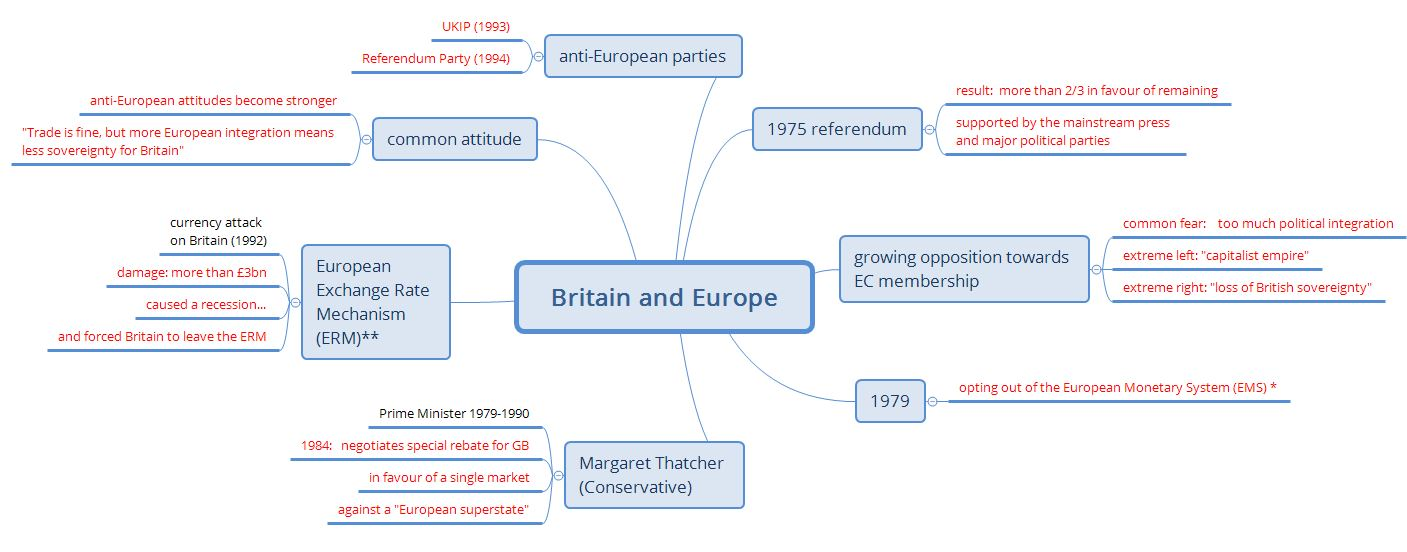 Britain and Europe
1975 referendum
result:  more than 2/3 in favour of remaining
supported by the mainstream press
and major political parties
growing opposition towards
EC membership
common fear:   too much political integration
extreme left: "capitalist empire"
extreme right: "loss of British sovereignty"
1979
opting out of the European Monetary System (EMS) *
Margaret Thatcher
(Conservative)
Prime Minister 1979-1990
1984:  negotiates special rebate for GB
in favour of a single market
against a "European superstate"
European
Exchange Rate
Mechanism
(ERM)**
currency attack
on Britain (1992)
damage: more than £3bn
caused a recession...
and forced Britain to leave the ERM
common attitude
anti-European attitudes become stronger
"Trade is fine, but more European integration means
less sovereignty for Britain"
anti-European parties
UKIP (1993)
Referendum Party (1994)